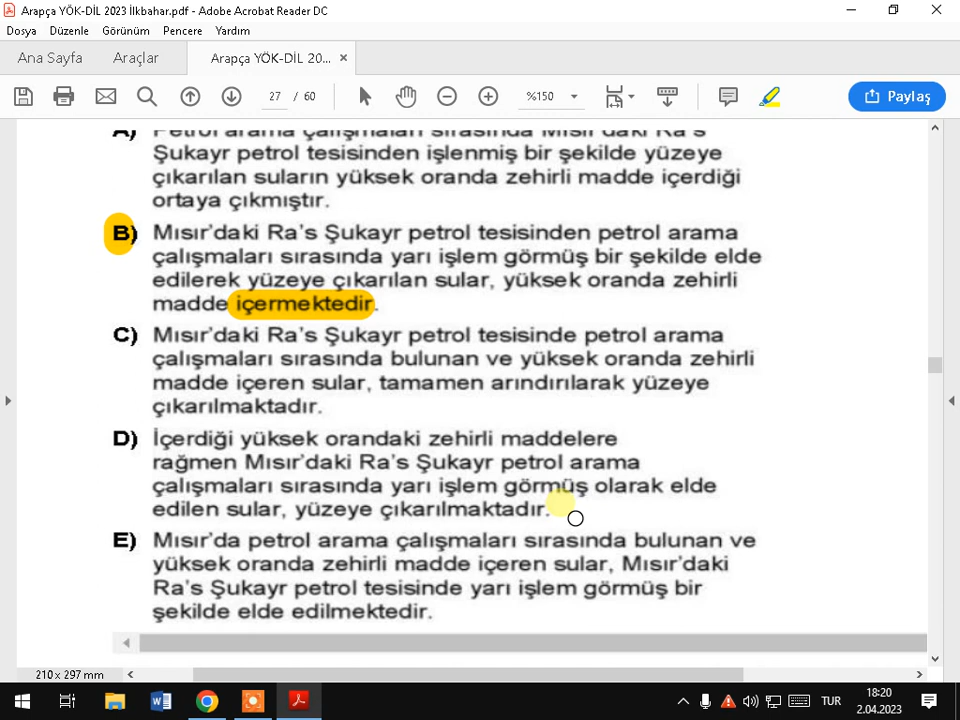 Arapça YÖK-DİL 2023 İlkbahar.pdf - Adobe Acrobat Reader DC
Dosya Düzenle Görünüm Pencere Yardım
Ana Sayfa Araçlar Arapça YÖK-DİL 20... ×
27 / 60 %150 Paylaş
A) Petrol arama çalışmaları sırasında Mısır'daki Ra's
Şukayr petrol tesisinden işlenmiş bir şekilde yüzeye
çıkarılan suların yüksek oranda zehirli madde içerdiği
ortaya çıkmıştır.
B) Mısır'daki Ra's Şukayr petrol tesisinden petrol arama
çalışmaları sırasında yarı işlem görmüş bir şekilde elde
edilerek yüzeye çıkarılan sular, yüksek oranda zehirli
madde içermektedir.
C) Mısır'daki Ra's Şukayr petrol tesisinde petrol arama
çalışmaları sırasında bulunan ve yüksek oranda zehirli
madde içeren sular, tamamen arındırılarak yüzeye
çıkarılmaktadır.
D) İçerdiği yüksek orandaki zehirli maddelere
rağmen Mısır'daki Ra's Şukayr petrol arama
çalışmaları sırasında yarı işlem görmüş olarak elde
edilen sular, yüzeye çıkarılmaktadır.
E) Mısır'da petrol arama çalışmaları sırasında bulunan ve
yüksek oranda zehirli madde içeren sular, Mısır'daki
Ra's Şukayr petrol tesisinde yarı işlem görmüş bir
şekilde elde edilmektedir.
210 x 297 mm
TUR 18:20
2.04.2023